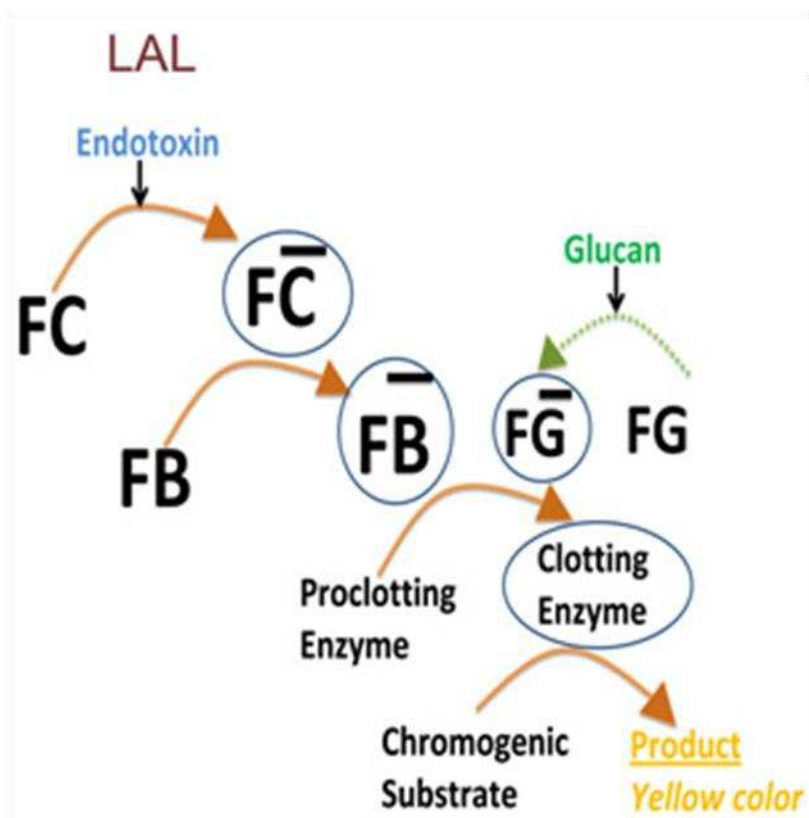 LAL
Endotoxin
FC
FC̅
Glucan
FB
FB̅
FG̅
FG
Proclotting
Enzyme
Clotting
Enzyme
Chromogenic
Substrate
Product
Yellow color